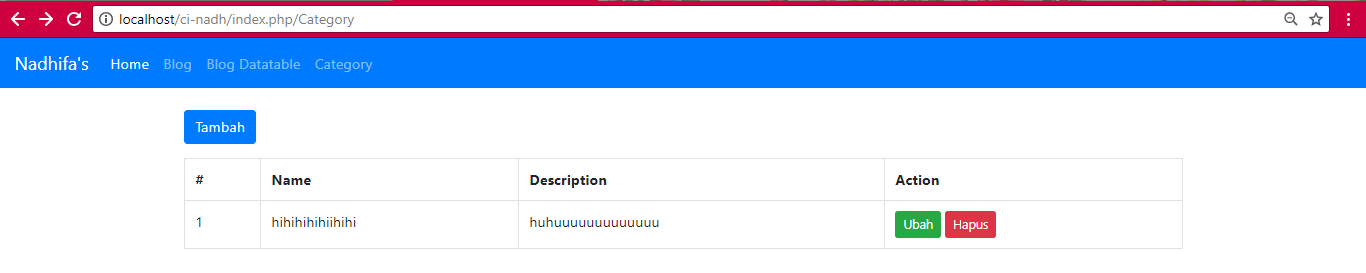 localhost/ci-nadh/index.php/Category
Nadhifa's Home Blog Blog Datatable Category
Tambah
# Name Description Action
1 hihihihihiihihi huhuuuuuuuuuuuuu Ubah Hapus